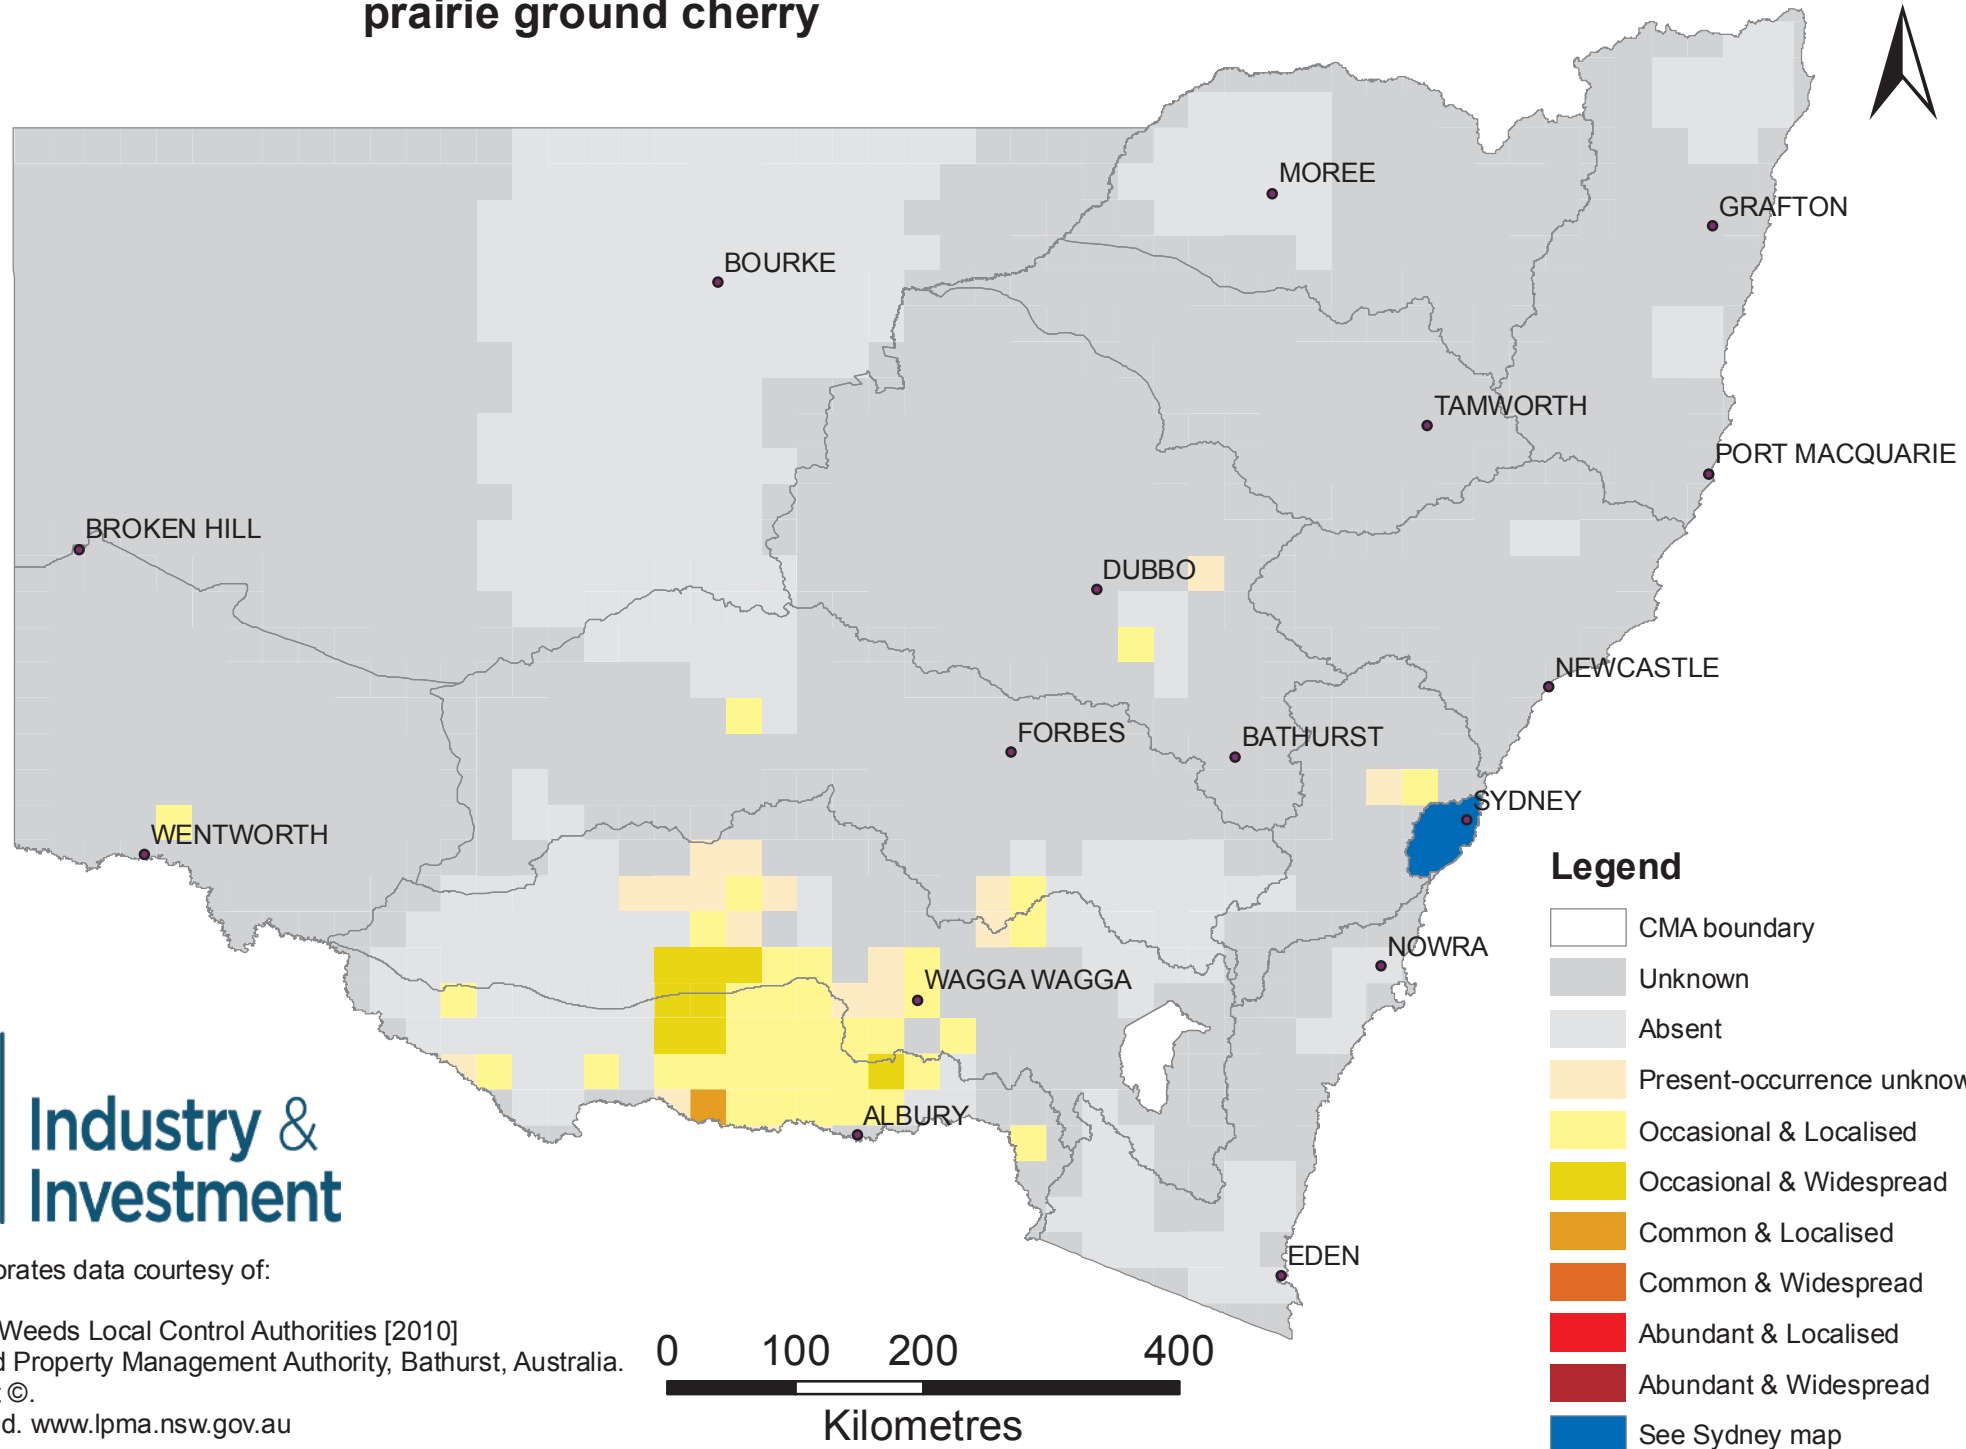 prairie ground cherry
MOREE
GRAFTON
BOURKE
TAMWORTH
PORT MACQUARIE
BROKEN HILL
DUBBO
NEWCASTLE
FORBES
BATHURST
SYDNEY
WENTWORTH
NOWRA
WAGGA WAGGA
ALBURY
EDEN
Legend
CMA boundary
Unknown
Absent
Present-occurrence unknow
Occasional & Localised
Occasional & Widespread
Common & Localised
Common & Widespread
Abundant & Localised
Abundant & Widespread
See Sydney map
Industry &
Investment
orates data courtesy of:
Weeds Local Control Authorities [2010]
d Property Management Authority, Bathurst, Australia.
t ©.
d. www.lpma.nsw.gov.au
0 100 200 400
Kilometres